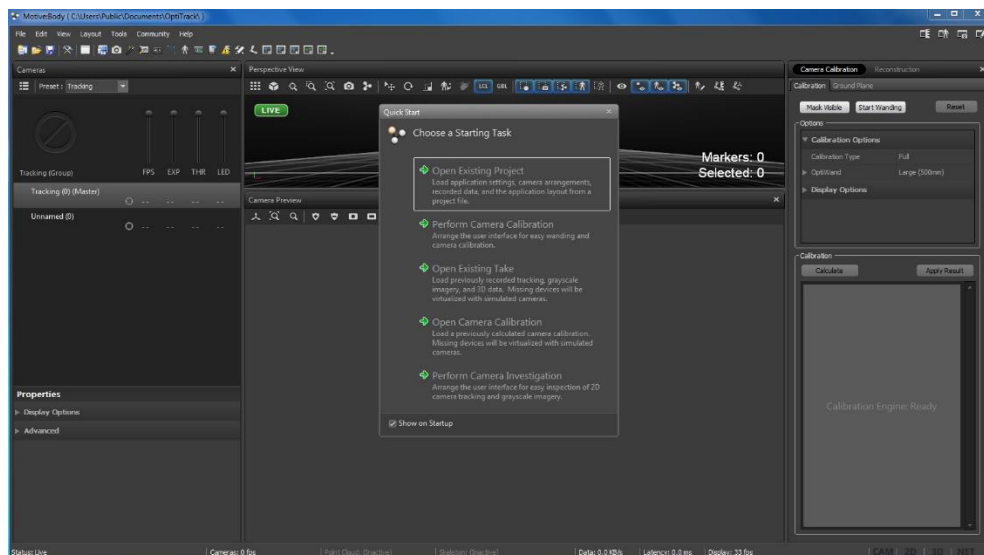 MotiveBody ( C:\Users\Public\Documents\OptiTrack\ )
File Edit View Layout Tools Community Help
Cameras
Preset : Tracking
Tracking (Group)
FPS EXP THR LED
Tracking (0) (Master)
-- -- -- --
Unnamed (0)
-- -- -- --
Properties
Display Options
Advanced
Perspective View
LCL GBL
LIVE
Markers: 0
Selected: 0
Camera Preview
Quick Start
Choose a Starting Task
Open Existing Project
Load application settings, camera arrangements,
recorded data, and the application layout from a
project file.
Perform Camera Calibration
Arrange the user interface for easy wanding and
camera calibration.
Open Existing Take
Load previously recorded tracking, grayscale
imagery, and 3D data. Missing devices will be
virtualized with simulated cameras.
Open Camera Calibration
Load a previously calculated camera calibration.
Missing devices will be virtualized with simulated
cameras.
Perform Camera Investigation
Arrange the user interface for easy inspection of 2D
camera tracking and grayscale imagery.
Show on Startup
Camera Calibration Reconstruction
Calibration Ground Plane
Mask Visible Start Wanding Reset
Options
Calibration Options
Calibration Type Full
OptiWand Large (500mm)
Display Options
Calibration
Calculate Apply Result
Calibration Engine: Ready
Status: Live Cameras: 0 fps Point Cloud: (Inactive) Skeleton: (Inactive) Data: 0.0 KB/s Latency: 0.0 ms Display: 33 fps CAM 2D 3D NET